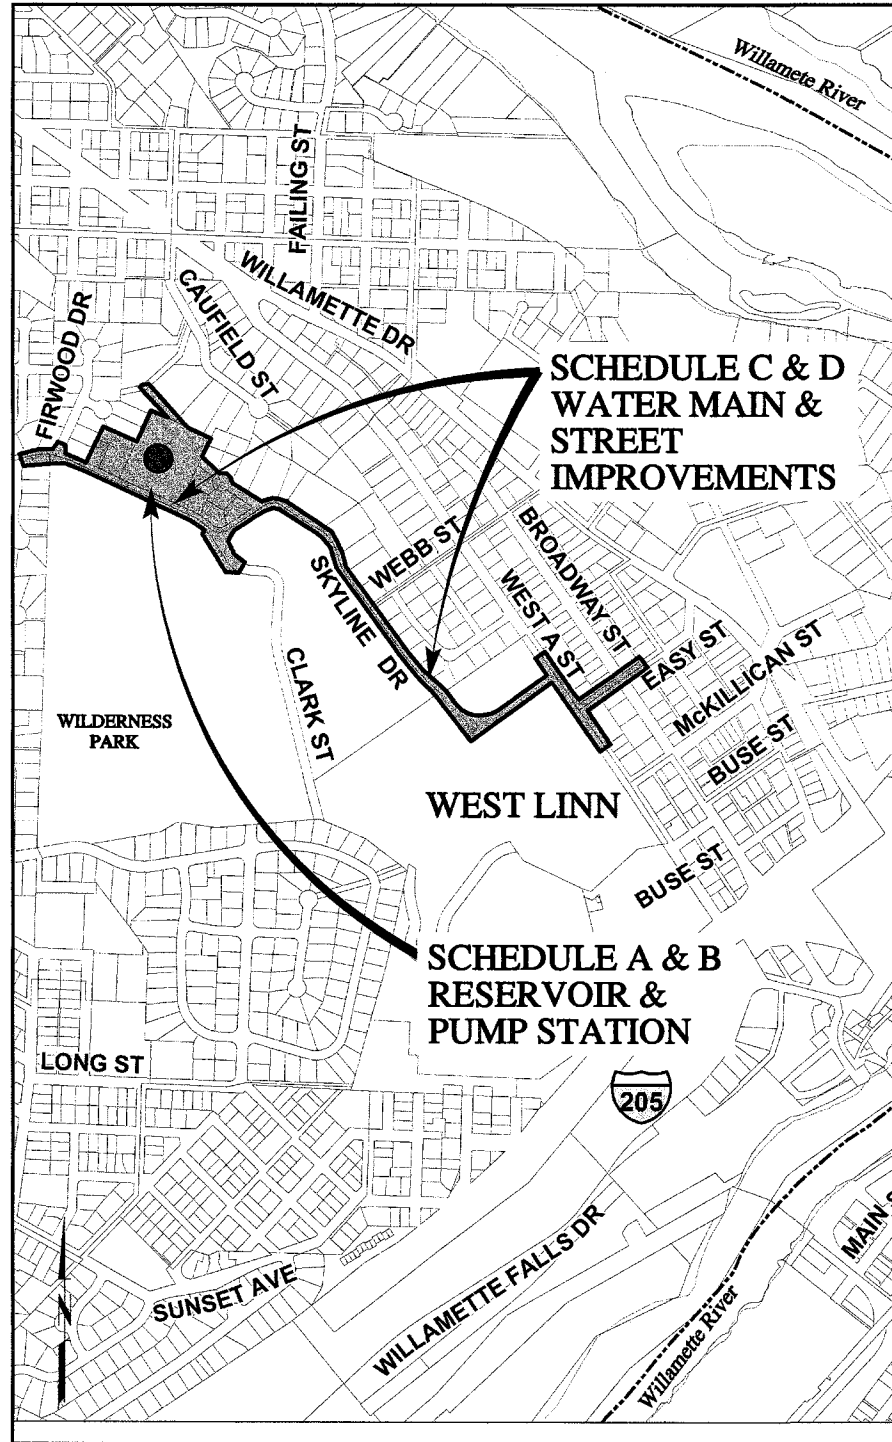 Willamete River
FAILING ST
WILLAMETTE DR
CAUFIELD ST
FIRWOOD DR
SCHEDULE C & D
WATER MAIN &
STREET
IMPROVEMENTS
BROADWAY ST
WEBB ST
WEST A ST
SKYLINE DR
EASY ST
McKILLICAN ST
CLARK ST
BUSE ST
WILDERNESS
PARK
WEST LINN
BUSE ST
SCHEDULE A & B
RESERVOIR &
PUMP STATION
LONG ST
205
MAIN S
WILLAMETTE FALLS DR
SUNSET AVE
Willamette River
N